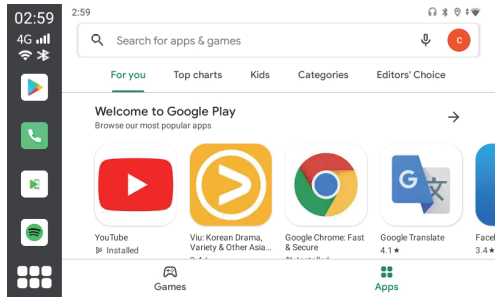 02:59
4G
2:59
Search for apps & games
C
For you Top charts Kids Categories Editors' Choice
Welcome to Google Play
Browse our most popular apps
G 文
YouTube
Installed
Viu: Korean Drama,
Variety & Other Asia...
Google Chrome: Fast
& Secure
Google Translate
4.1★
3.4★
Games
Apps